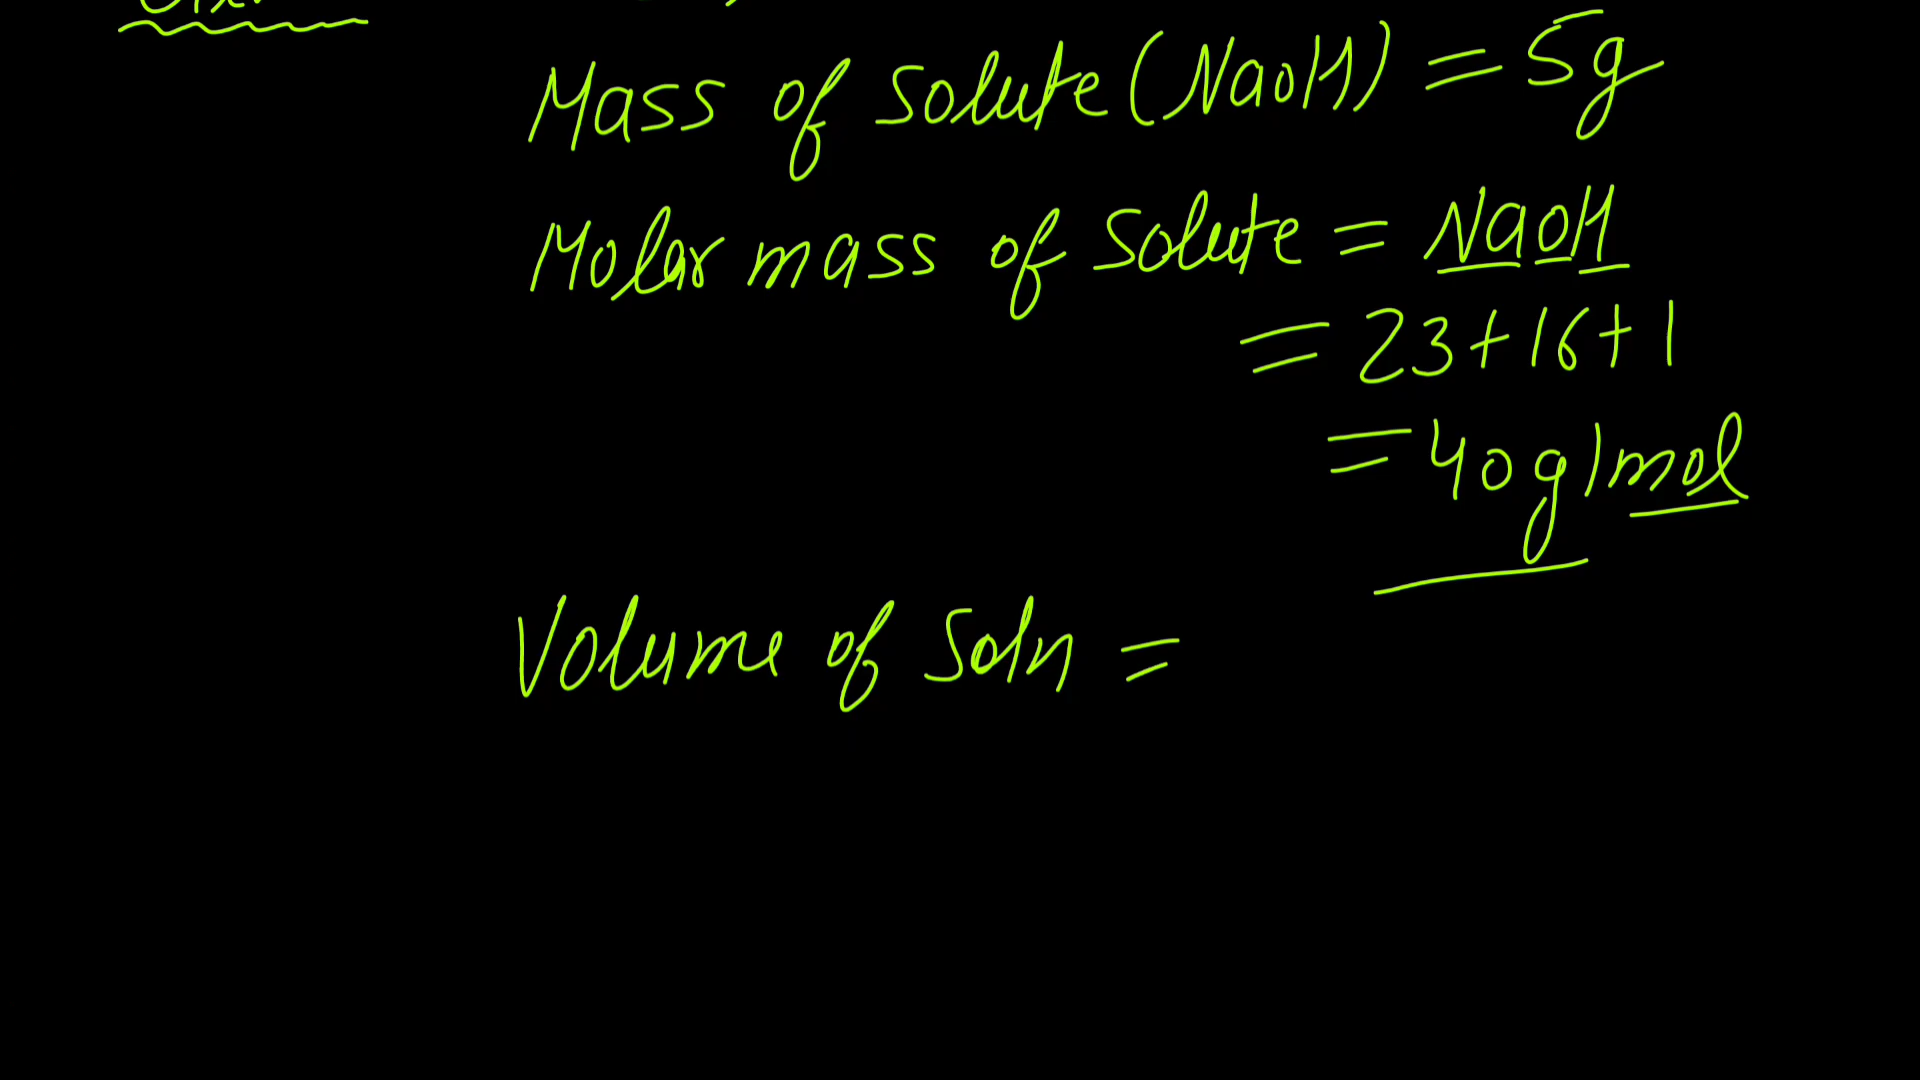 Mass of Solute (NaOH) = 5g
Molar mass of Solute = NaOH
= 23+16+1
= 40g/mol
Volume of Soln =